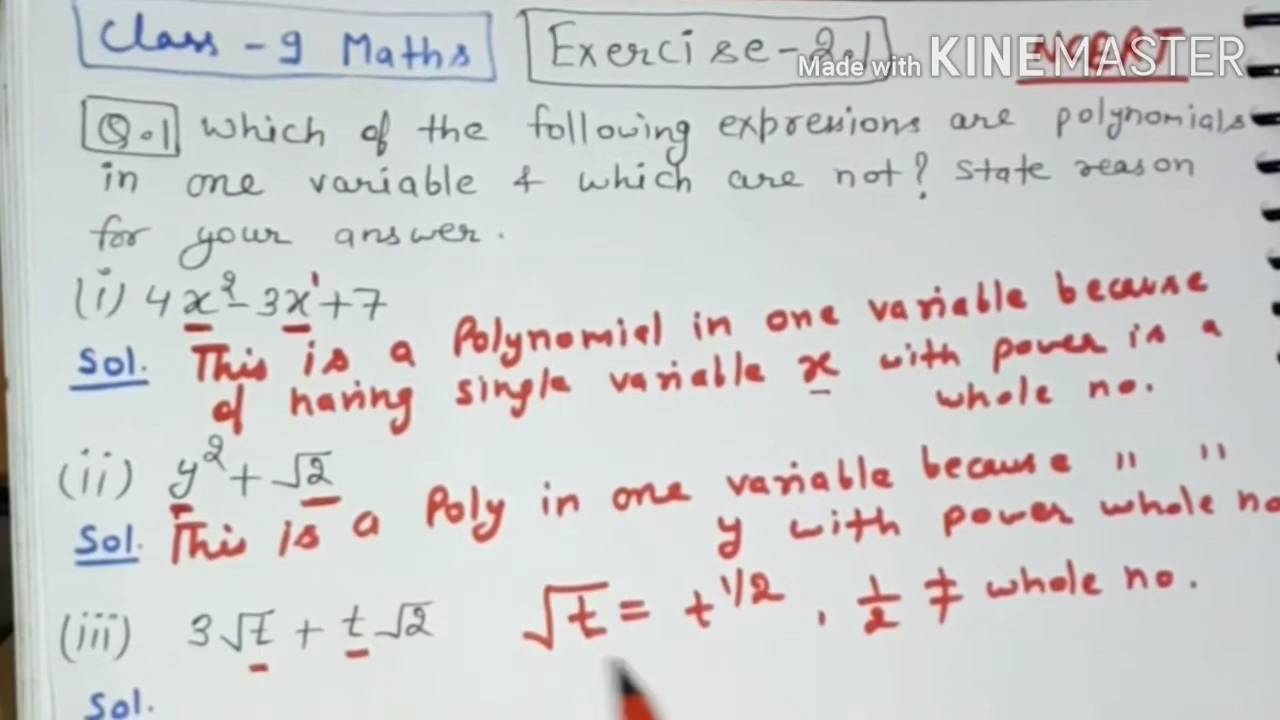 Class - 9 Maths Exercise - 2.1 NCERT
Made with KINEMASTER
Q.1 Which of the following expressions are polynomials
in one variable & which are not? State reason
for your answer.
(i) 4x² - 3x¹ + 7
Sol. This is a Polynomial in one variable because
of having single variable x with power is a
whole no.
(ii) y² + √2
Sol. This is a Poly in one variable because " "
y with power whole no
(iii) 3√t + t√2 √t = t^1/2 , 1/2 ≠ whole no.
Sol.